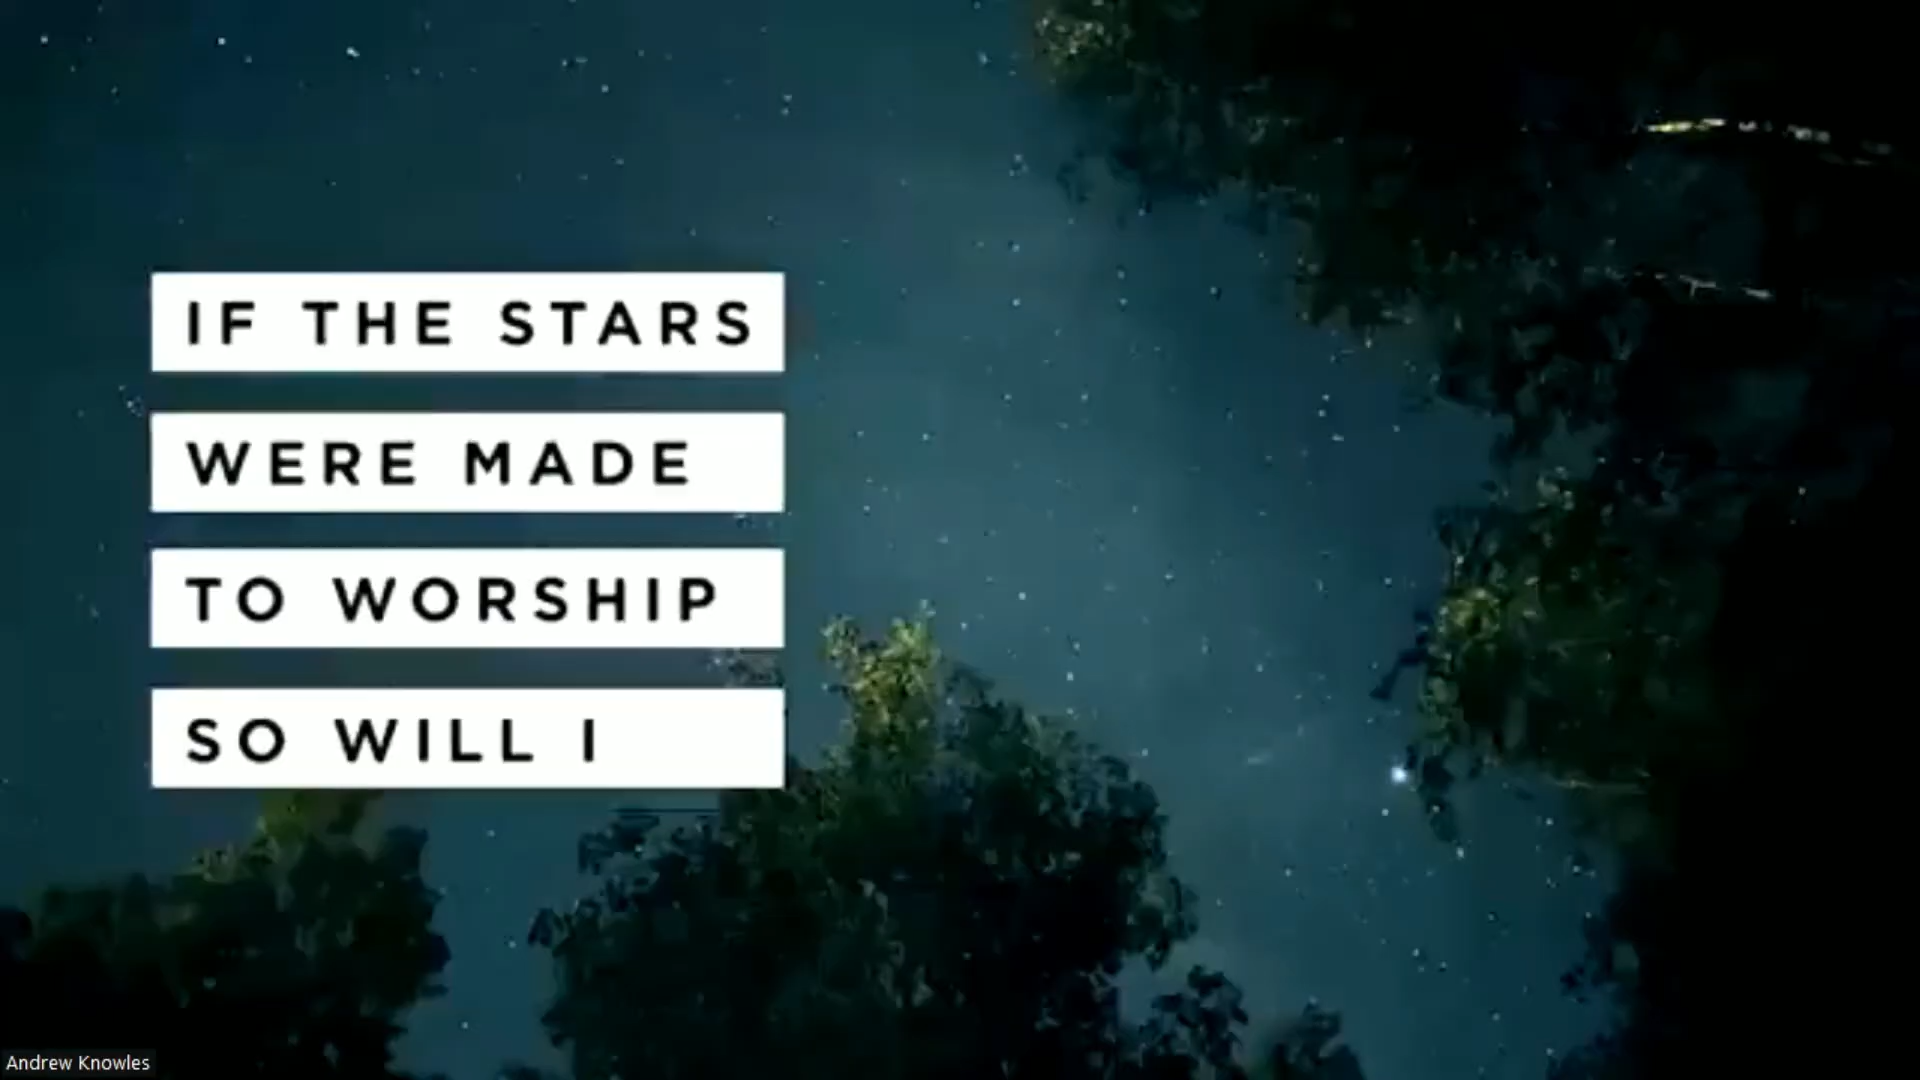 IF THE STARS
WERE MADE
TO WORSHIP
SO WILL I
Andrew Knowles